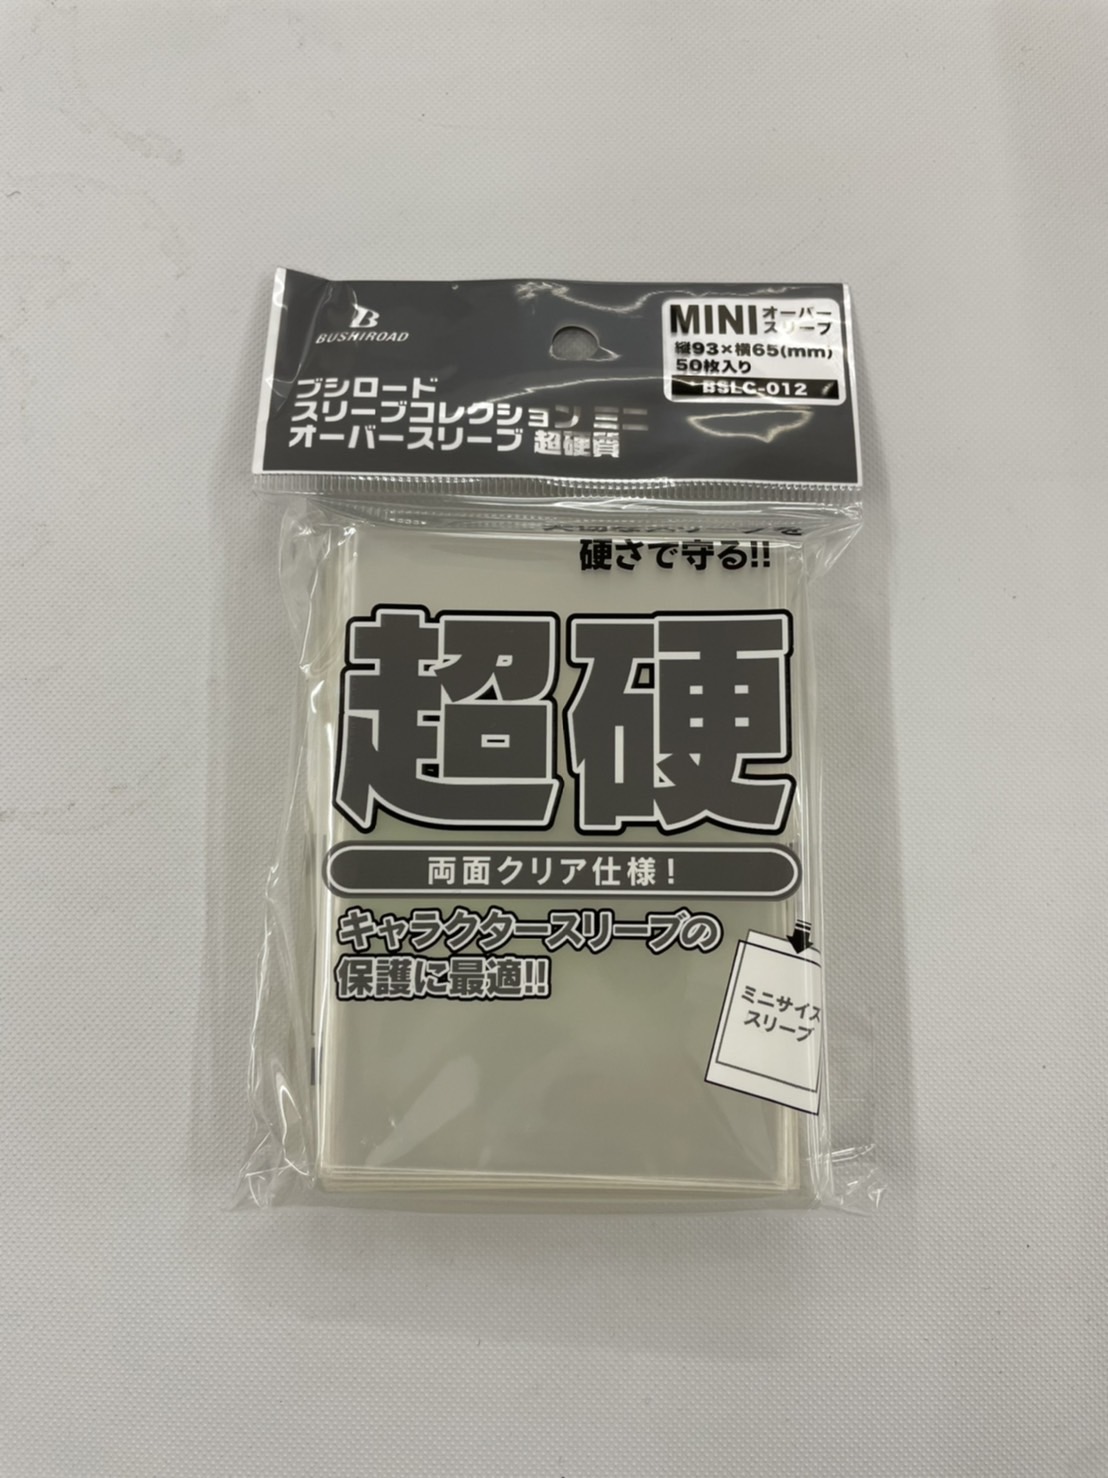 BUSHIROAD
ブシロード
スリーブコレクション ミニ
オーバースリーブ 超硬質
MINI オーバー
スリーブ
縦93×横65(mm)
50枚入り
BSLC-012
硬さで守る!!
超硬
両面クリア仕様!
キャラクタースリーブの
保護に最適!!
ミニサイズ
スリーブ